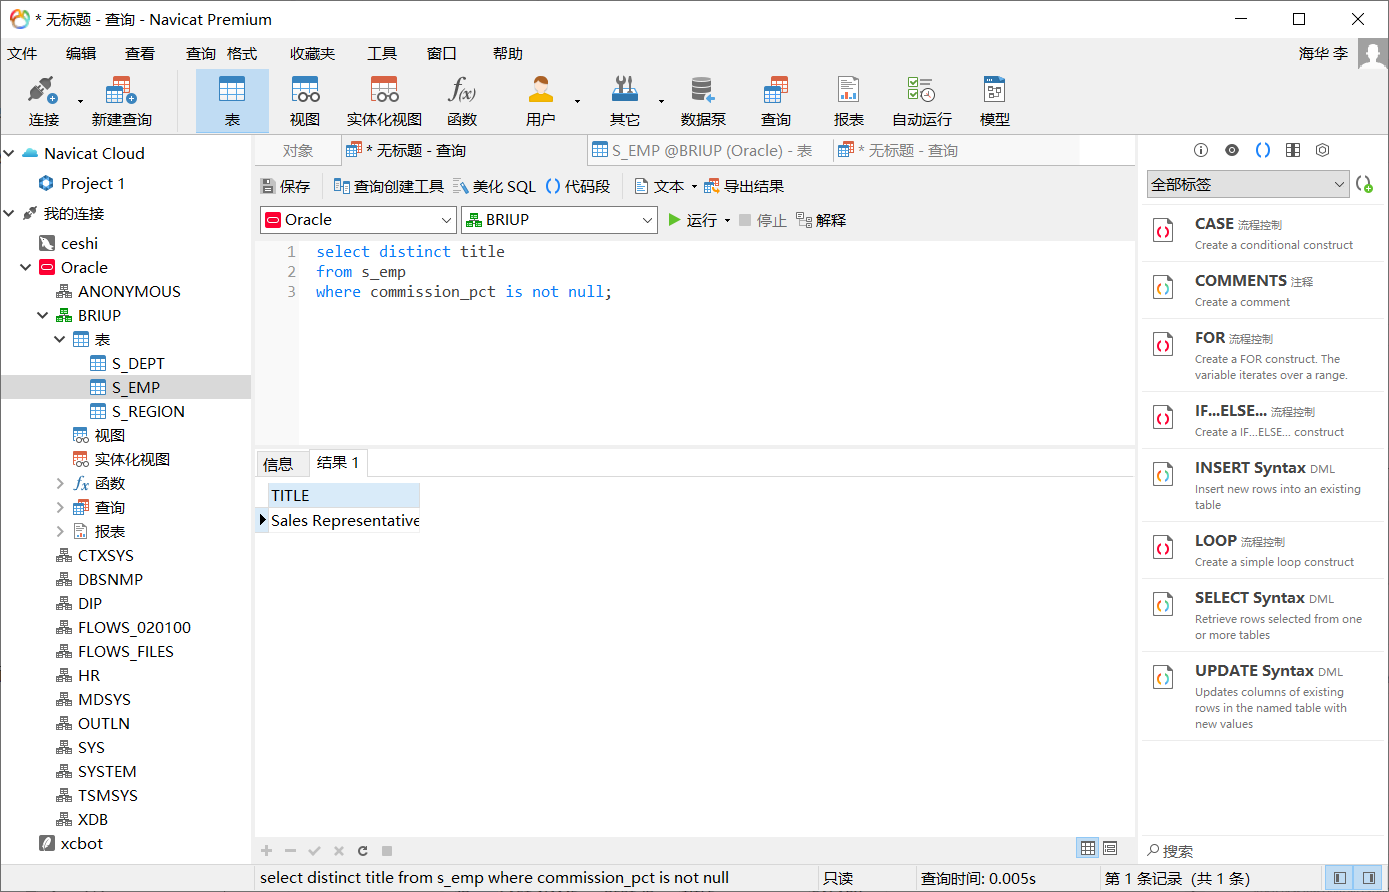 * 无标题 - 查询 - Navicat Premium
文件 编辑 查看 查询 格式 收藏夹 工具 窗口 帮助 海华 李
连接 新建查询 表 视图 实体化视图 函数 用户 其它 数据泵 查询 报表 自动运行 模型
Navicat Cloud
Project 1
我的连接
ceshi
Oracle
ANONYMOUS
BRIUP
表
S_DEPT
S_EMP
S_REGION
视图
实体化视图
函数
查询
报表
CTXSYS
DBSNMP
DIP
FLOWS_020100
FLOWS_FILES
HR
MDSYS
OUTLN
SYS
SYSTEM
TSMSYS
XDB
xcbot
对象 * 无标题 - 查询 S_EMP @BRIUP (Oracle) - 表 * 无标题 - 查询
保存 查询创建工具 美化 SQL () 代码段 文本 导出结果
Oracle BRIUP 运行 停止 解释
1 select distinct title
2 from s_emp
3 where commission_pct is not null;
信息 结果 1
TITLE
Sales Representative
select distinct title from s_emp where commission_pct is not null 只读 查询时间: 0.005s 第 1 条记录 (共 1 条)
全部标签
CASE 流程控制
Create a conditional construct
COMMENTS 注释
Create a comment
FOR 流程控制
Create a FOR construct. The
variable iterates over a range.
IF...ELSE... 流程控制
Create a IF...ELSE... construct
INSERT Syntax DML
Insert new rows into an existing
table
LOOP 流程控制
Create a simple loop construct
SELECT Syntax DML
Retrieve rows selected from one
or more tables
UPDATE Syntax DML
Updates columns of existing
rows in the named table with
new values
搜索